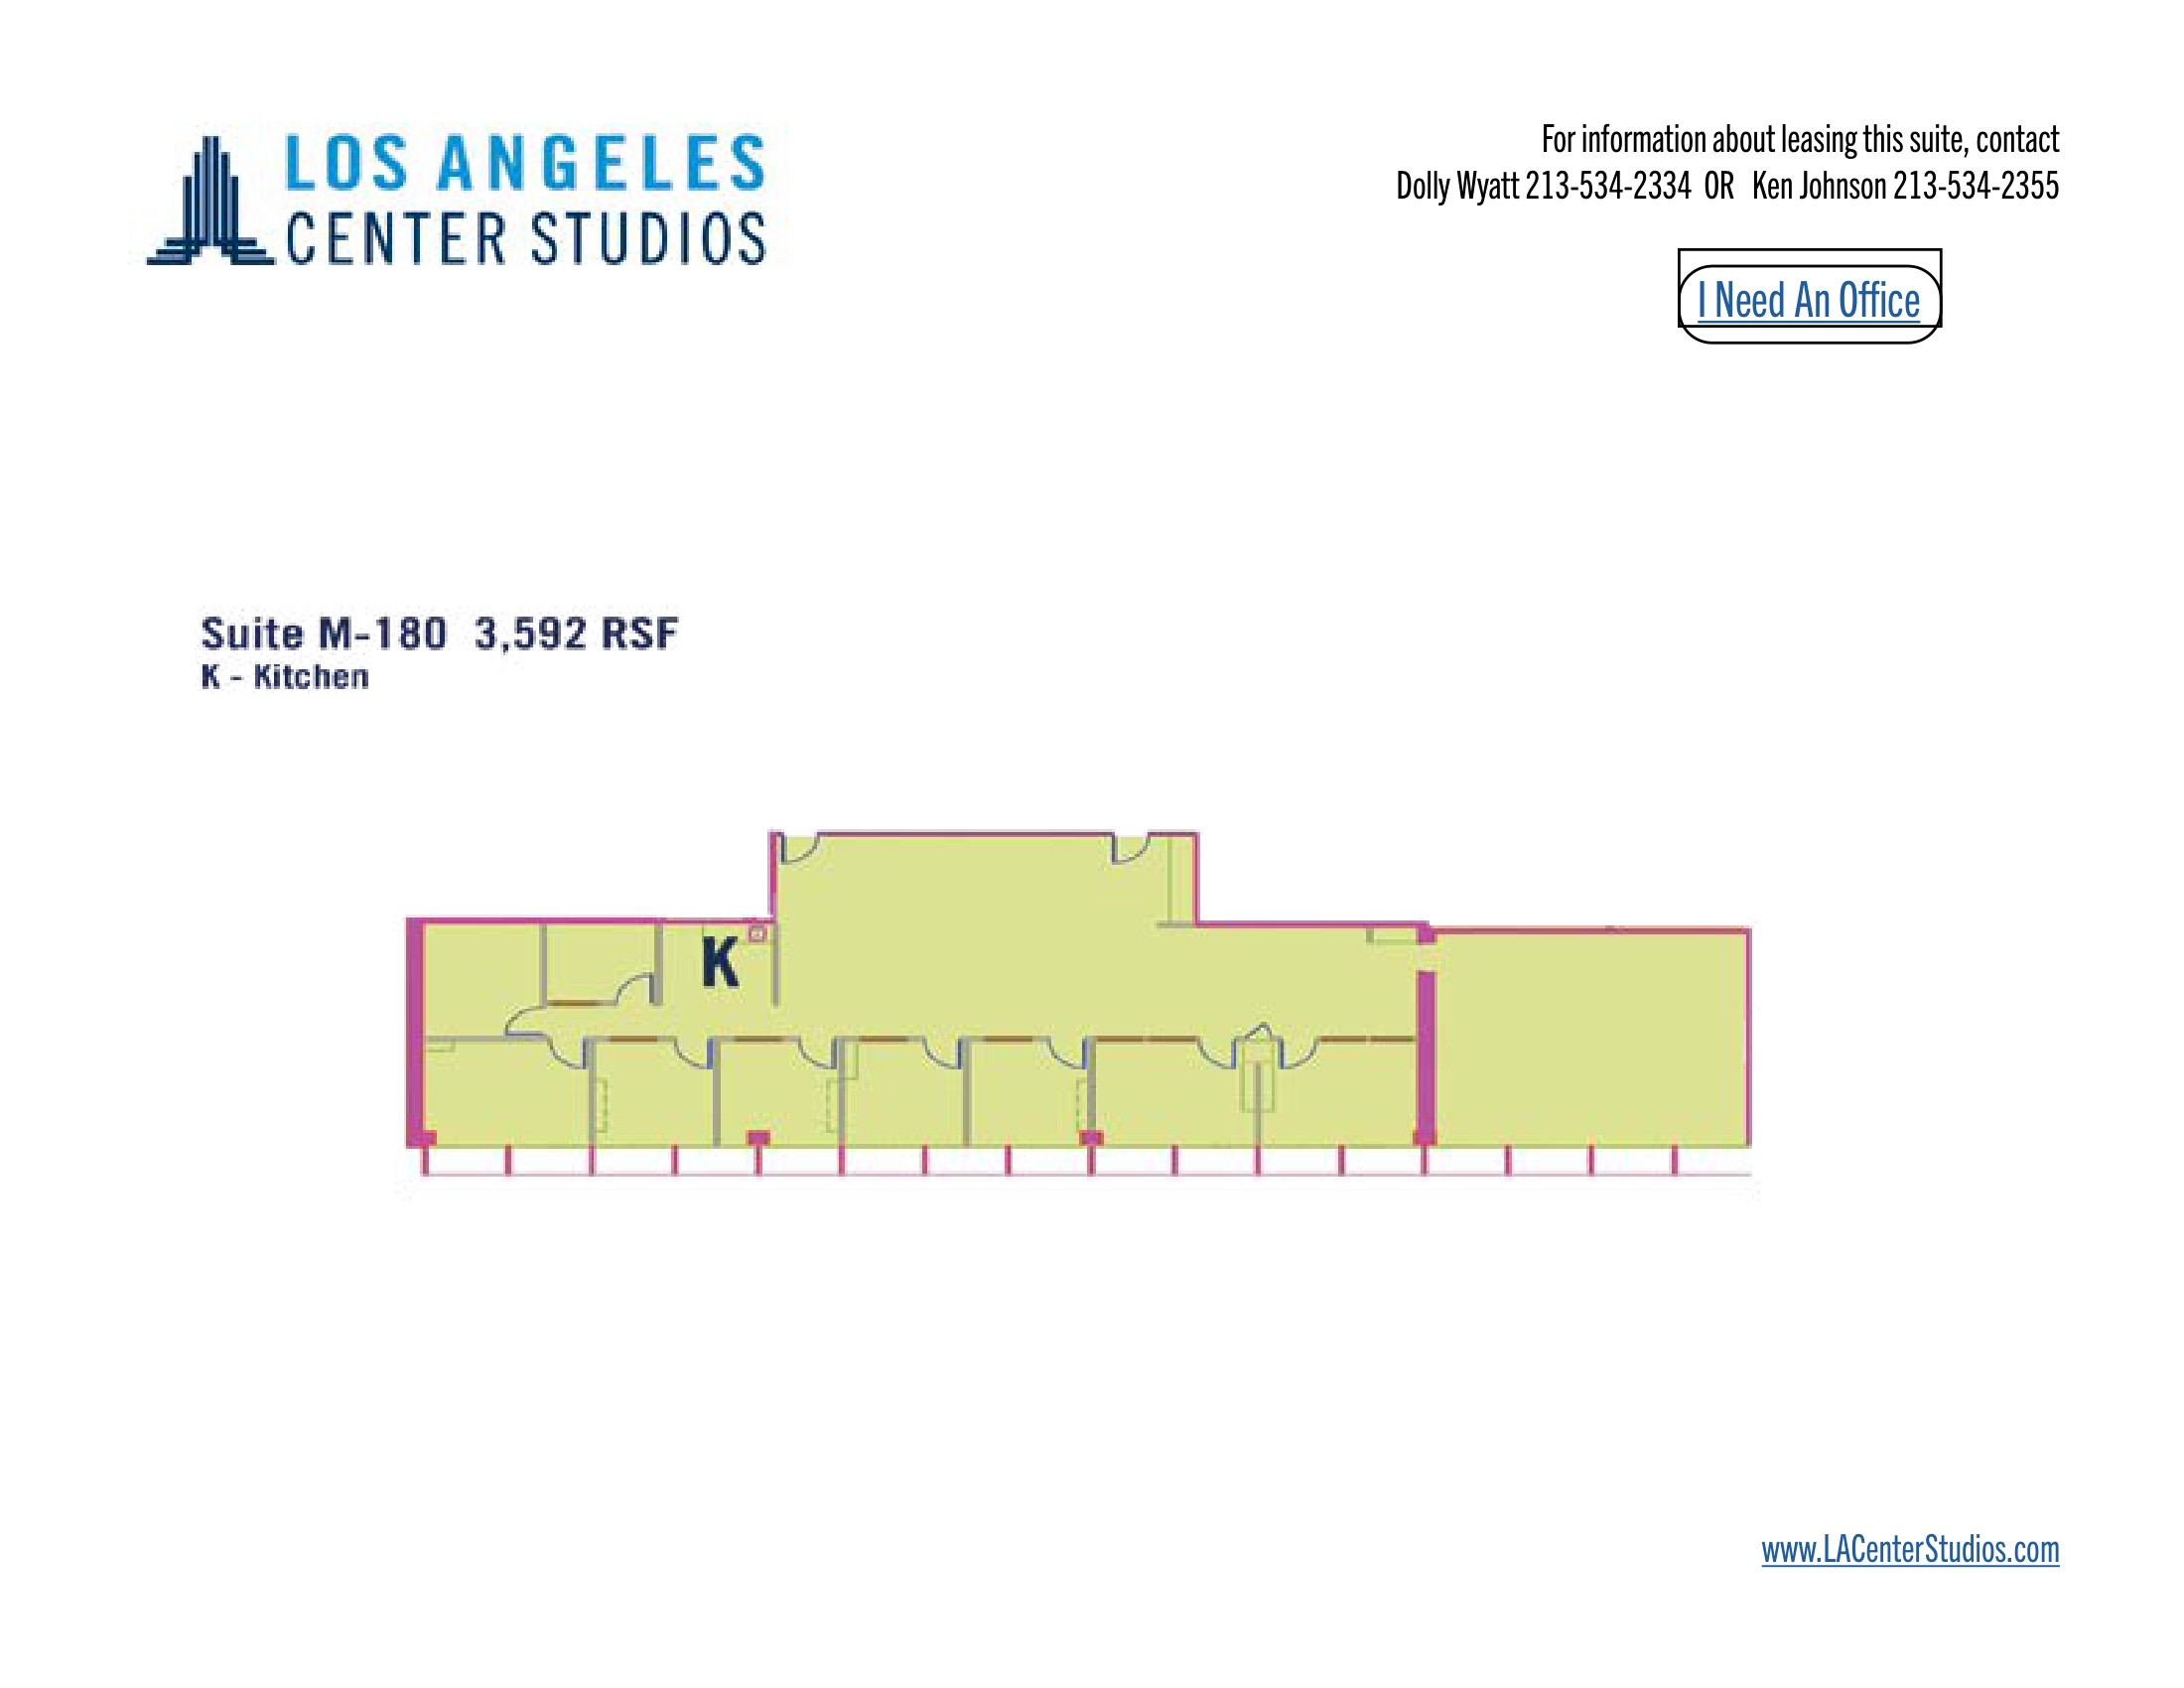 LOS ANGELES
CENTER STUDIOS
For information about leasing this suite, contact
Dolly Wyatt 213-534-2334 OR Ken Johnson 213-534-2355
I Need An Office
Suite M-180 3,592 RSF
K - Kitchen
K
www.LACenterStudios.com